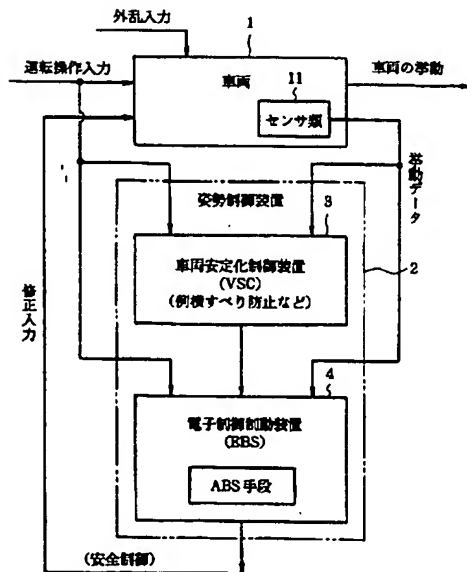 外乱入力
1
運転操作入力
車両
車両の挙動
11
センサ類
挙動データ
姿勢制御装置
3
車両安定化制御装置
(VSC)
(例横すべり防止など)
2
修正入力
4
電子制御制動装置
(EBS)
ABS手段
(安全制御)